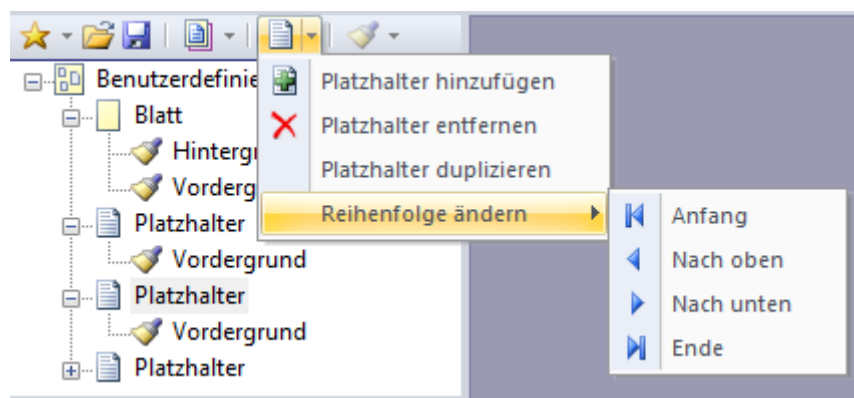 Benutzerdefinie
Blatt
Hintergr
Vorderg
Platzhalter
Vordergrund
Platzhalter
Vordergrund
Platzhalter
Platzhalter hinzufügen
Platzhalter entfernen
Platzhalter duplizieren
Reihenfolge ändern
Anfang
Nach oben
Nach unten
Ende